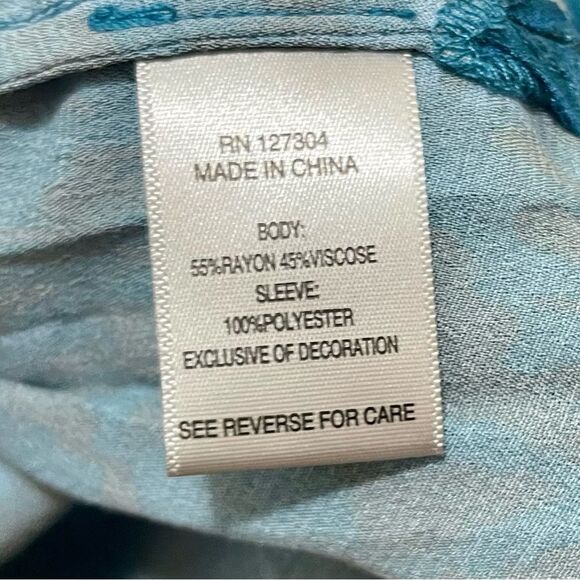 RN 127304
MADE IN CHINA
BODY:
55%RAYON 45%VISCOSE
SLEEVE:
100%POLYESTER
EXCLUSIVE OF DECORATION
SEE REVERSE FOR CARE